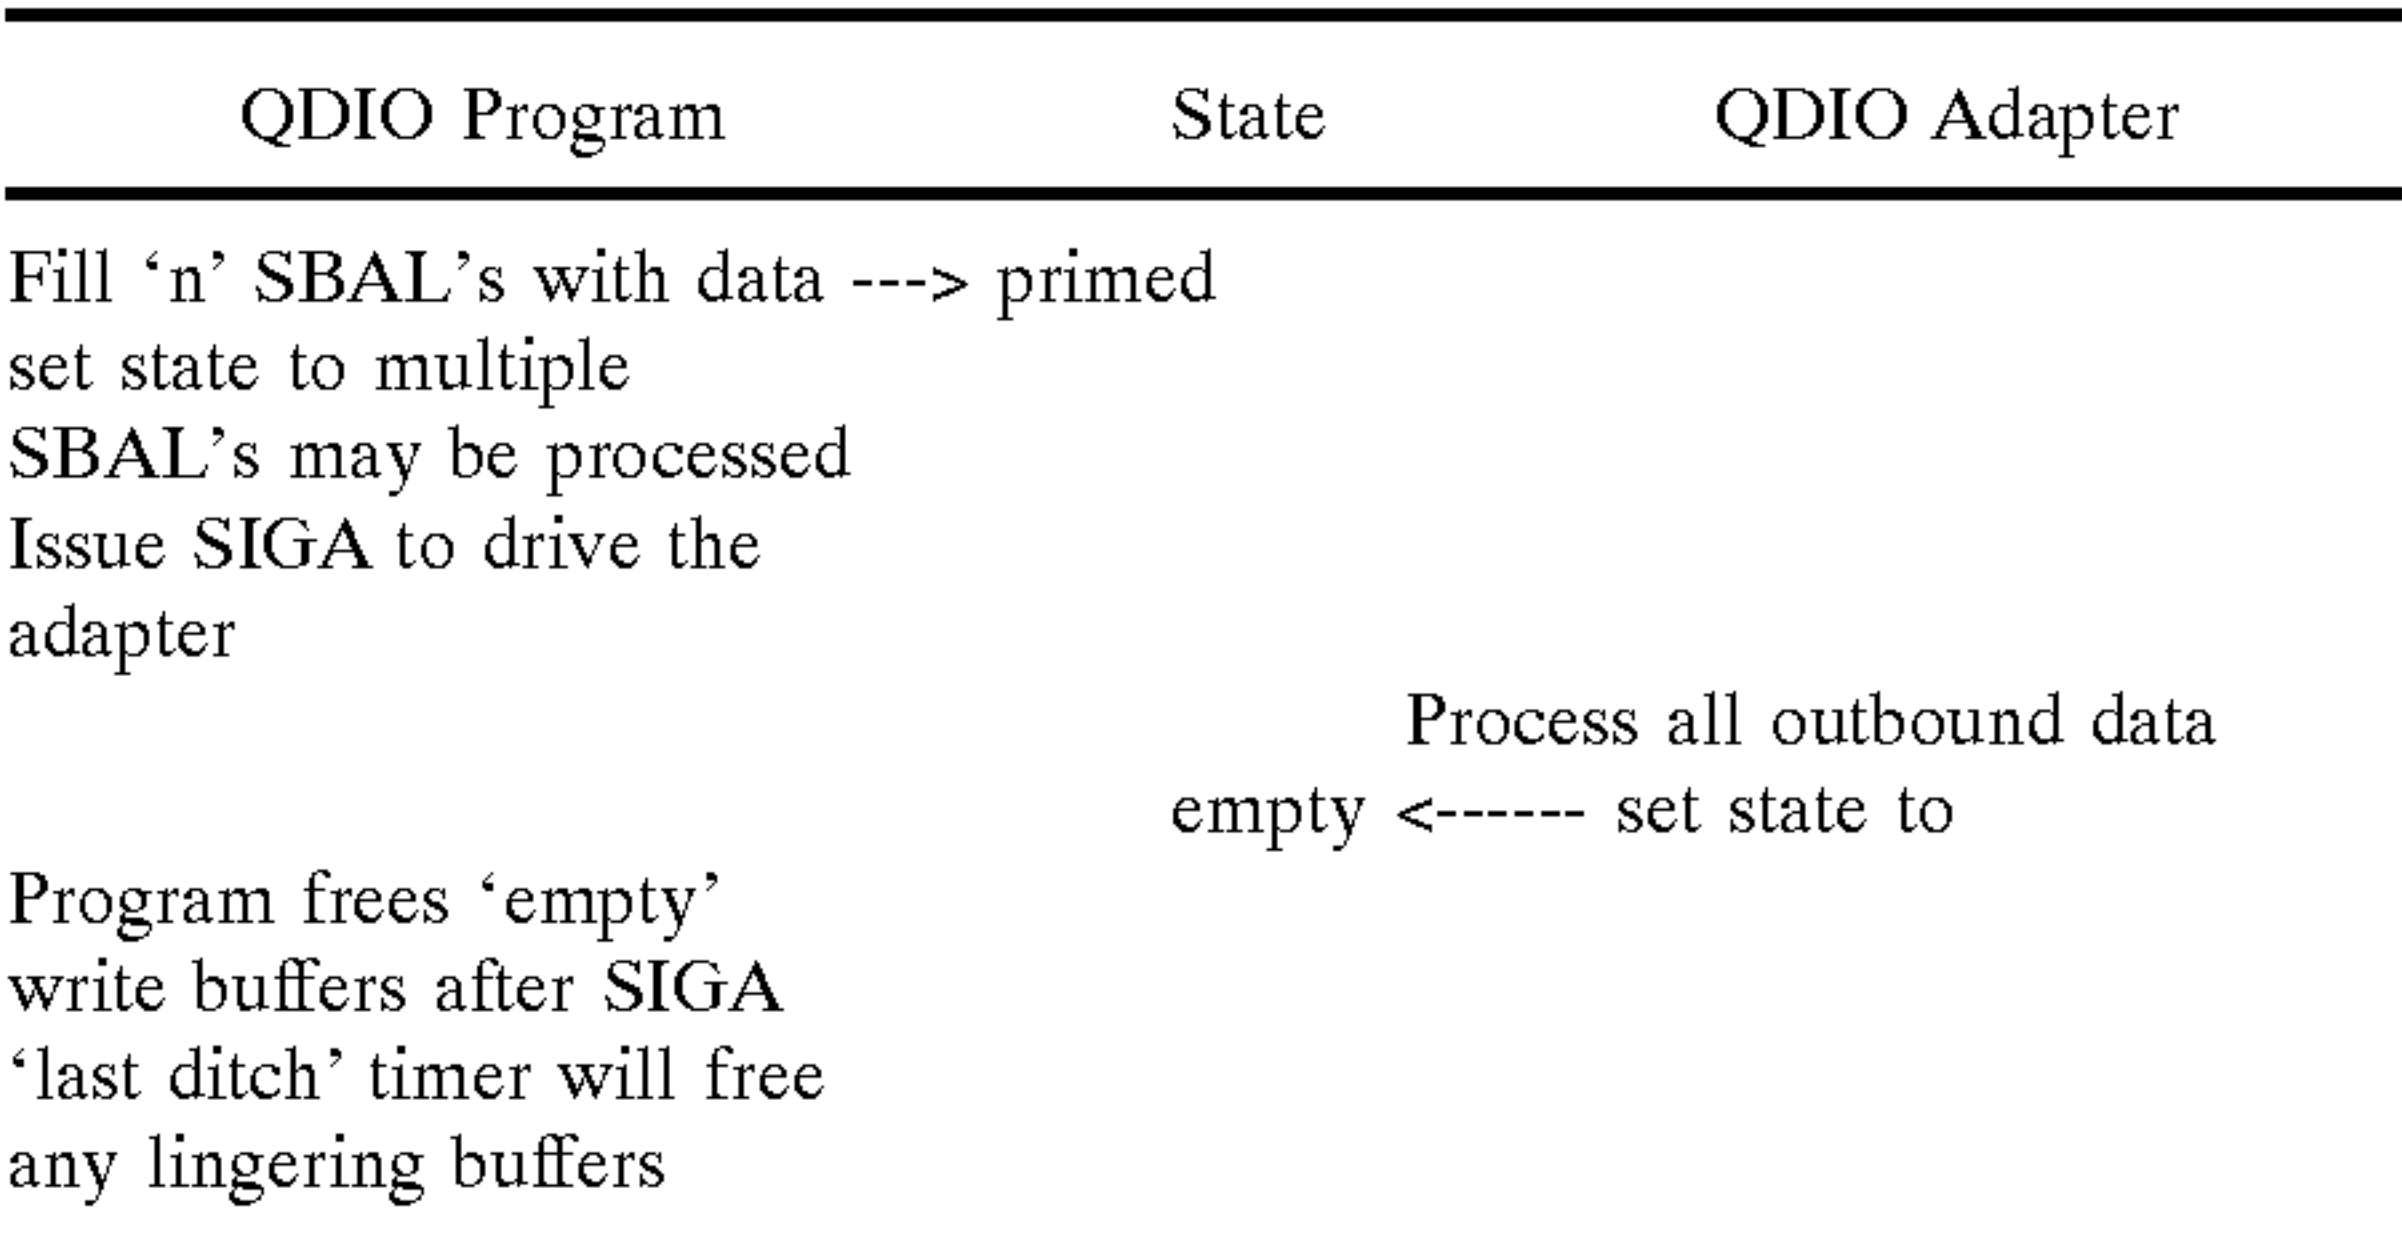 QDIO Program State QDIO Adapter
Fill ‘n’ SBAL’s with data ---> primed
set state to multiple
SBAL’s may be processed
Issue SIGA to drive the
adapter
Process all outbound data
empty <------ set state to
Program frees ‘empty’
write buffers after SIGA
‘last ditch’ timer will free
any lingering buffers